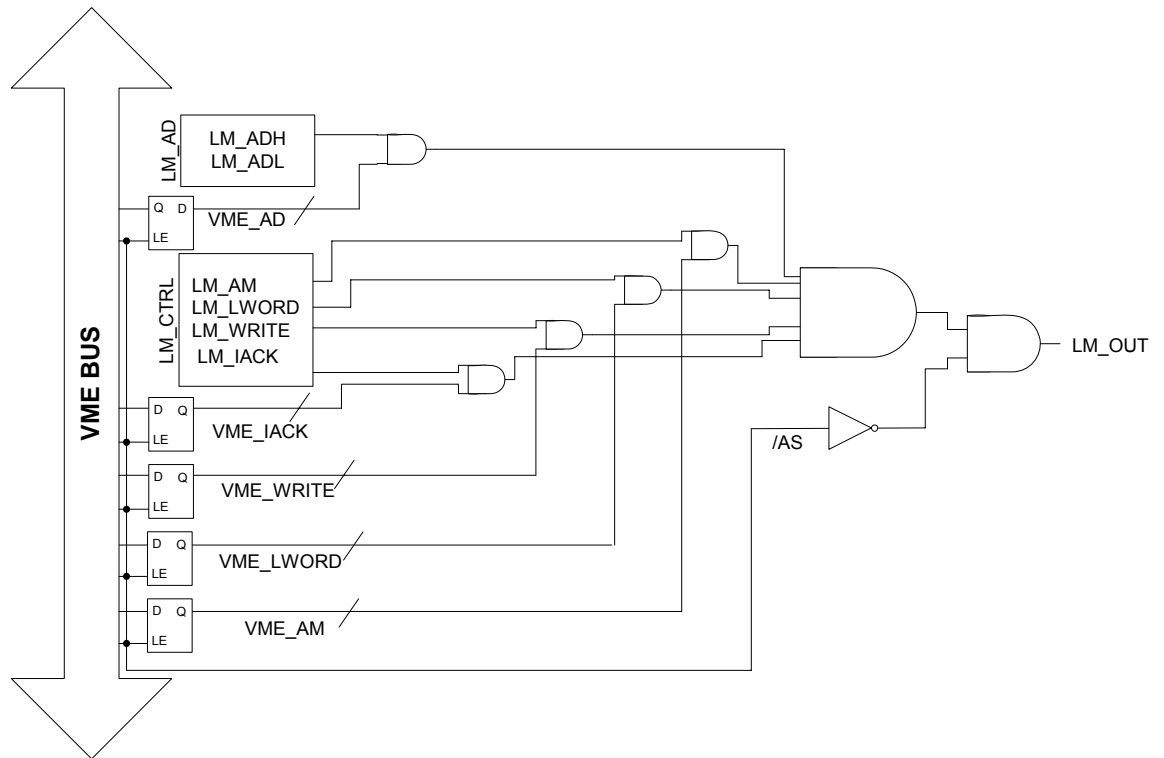 VME BUS
LM_AD
LM_ADH
LM_ADL
Q D
LE
VME_AD
LM_CTRL
LM_AM
LM_LWORD
LM_WRITE
LM_IACK
LM_OUT
D Q
LE
VME_IACK
/AS
D Q
LE
VME_WRITE
D Q
LE
VME_LWORD
D Q
LE
VME_AM